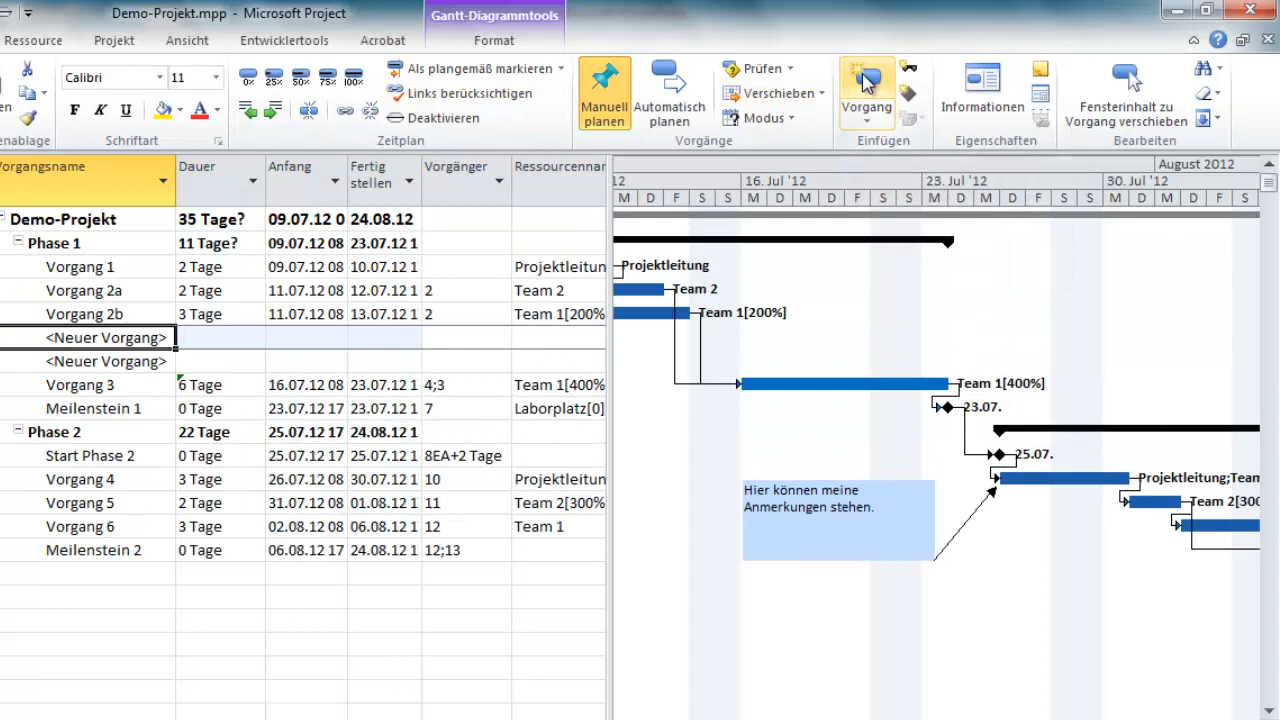 Demo-Projekt.mpp - Microsoft Project
Gantt-Diagrammtools
Ressource Projekt Ansicht Entwicklertools Acrobat Format
Calibri 11
F K U
0% 25% 50% 75% 100%
Als plangemäß markieren
Links berücksichtigen
Deaktivieren
Manuell planen
Automatisch planen
Prüfen
Verschieben
Modus
Vorgang
Informationen
Fensterinhalt zu
Vorgang verschieben
Schriftart Zeitplan Vorgänge Einfügen Eigenschaften Bearbeiten
Dauer Anfang Fertig stellen Vorgänger
August 2012
16. Jul '12 23. Jul '12 30. Jul '12
M D F S S M D M D F S S M D M D F S S M D M D F S
Demo-Projekt 35 Tage? 09.07.12 0 24.08.12
Phase 1 11 Tage? 09.07.12 08 23.07.12 1
Vorgang 1 2 Tage 09.07.12 08 10.07.12 1 Projektleitun
Projektleitung
Vorgang 2a 2 Tage 11.07.12 08 12.07.12 1 2 Team 2
Team 2
Vorgang 2b 3 Tage 11.07.12 08 13.07.12 1 2 Team 1[200%
Team 1[200%]
<Neuer Vorgang>
<Neuer Vorgang>
Vorgang 3 6 Tage 16.07.12 08 23.07.12 1 4;3 Team 1[400%
Team 1[400%]
Meilenstein 1 0 Tage 23.07.12 17 23.07.12 1 7 Laborplatz[0]
23.07.
Phase 2 22 Tage 25.07.12 17 24.08.12 1
Start Phase 2 0 Tage 25.07.12 17 25.07.12 1 8EA+2 Tage
25.07.
Vorgang 4 3 Tage 26.07.12 08 30.07.12 1 10 Projektleitun
Projektleitung;Team
Vorgang 5 2 Tage 31.07.12 08 01.08.12 1 11 Team 2[300%
Team 2[300
Vorgang 6 3 Tage 02.08.12 08 06.08.12 1 12 Team 1
Meilenstein 2 0 Tage 06.08.12 17 24.08.12 1 12;13
Hier können meine
Anmerkungen stehen.